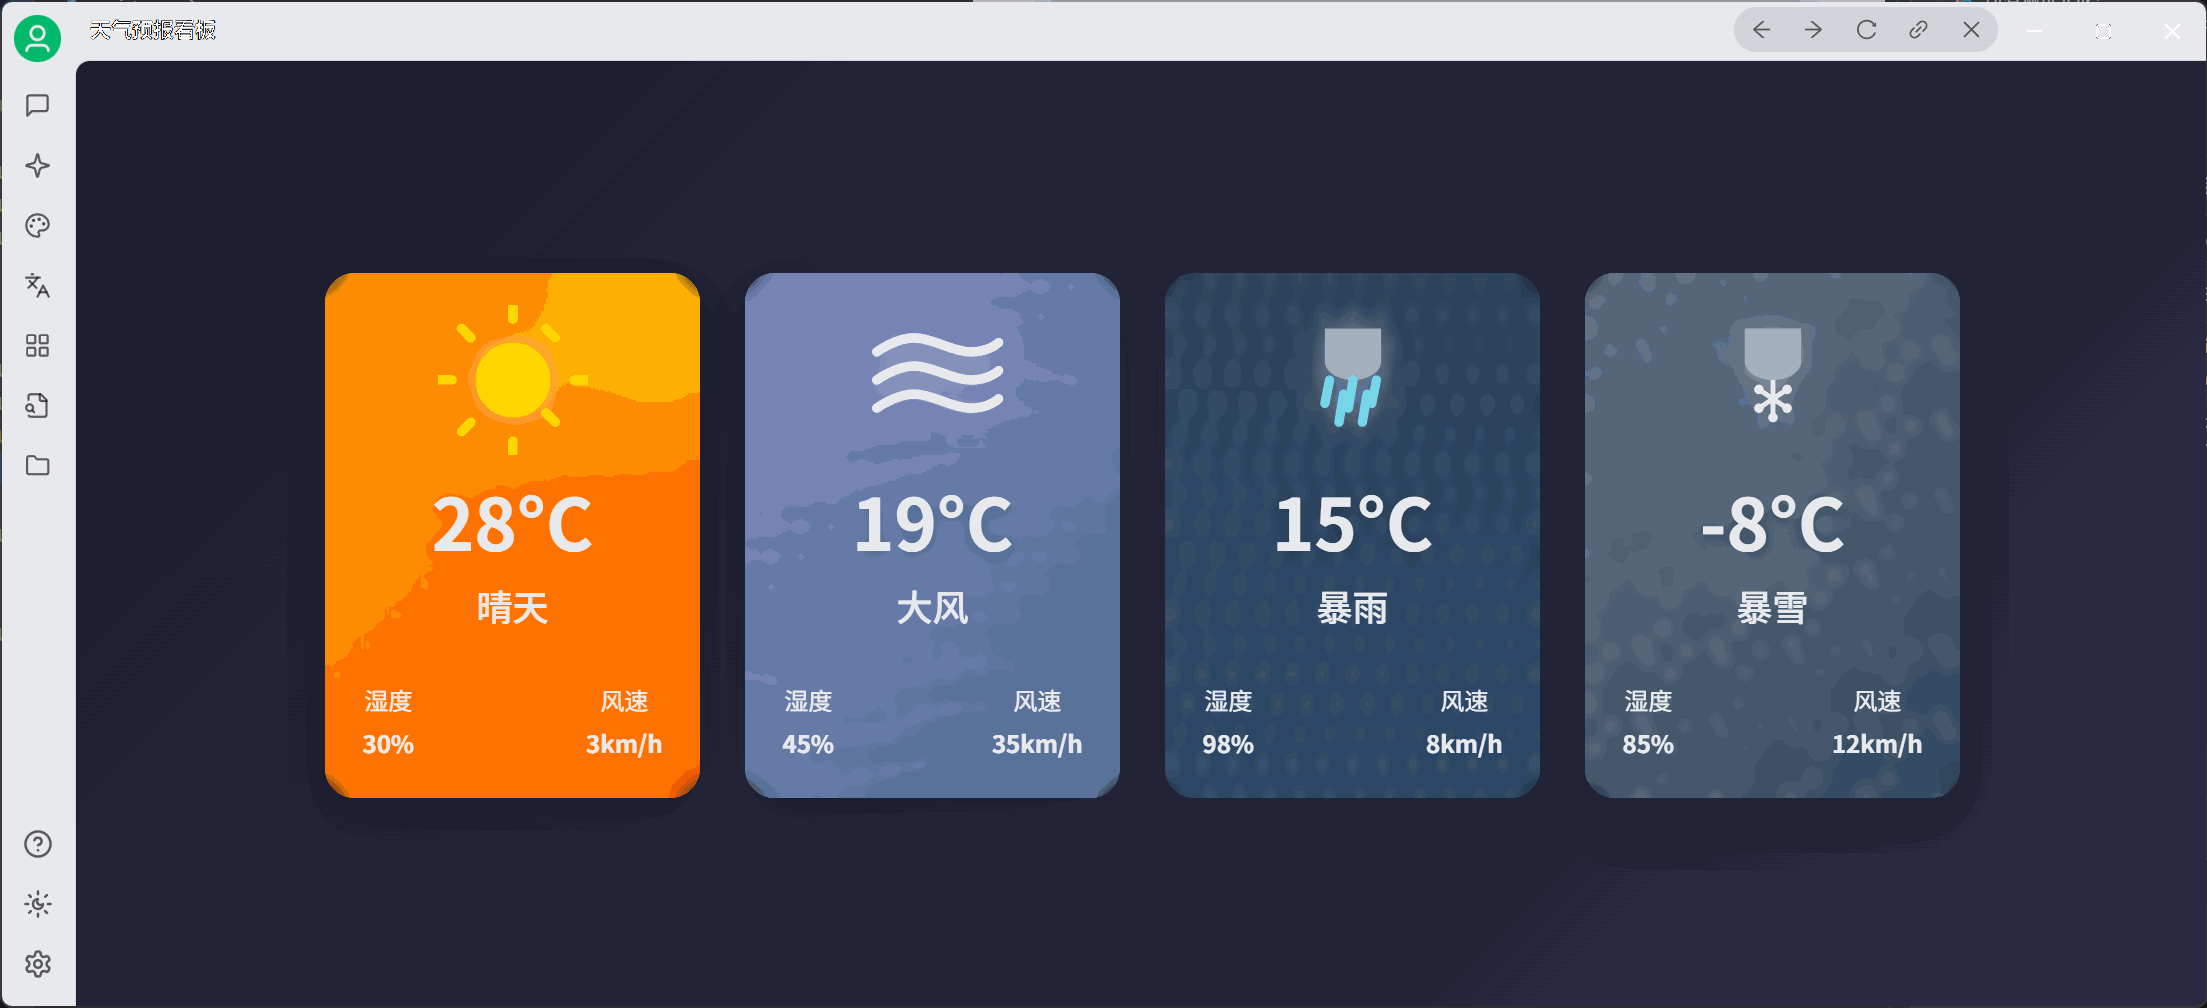 天气预报看板
28°C
晴天
湿度
风速
30%
3km/h
19°C
大风
湿度
风速
45%
35km/h
15°C
暴雨
湿度
风速
98%
8km/h
-8°C
暴雪
湿度
风速
85%
12km/h